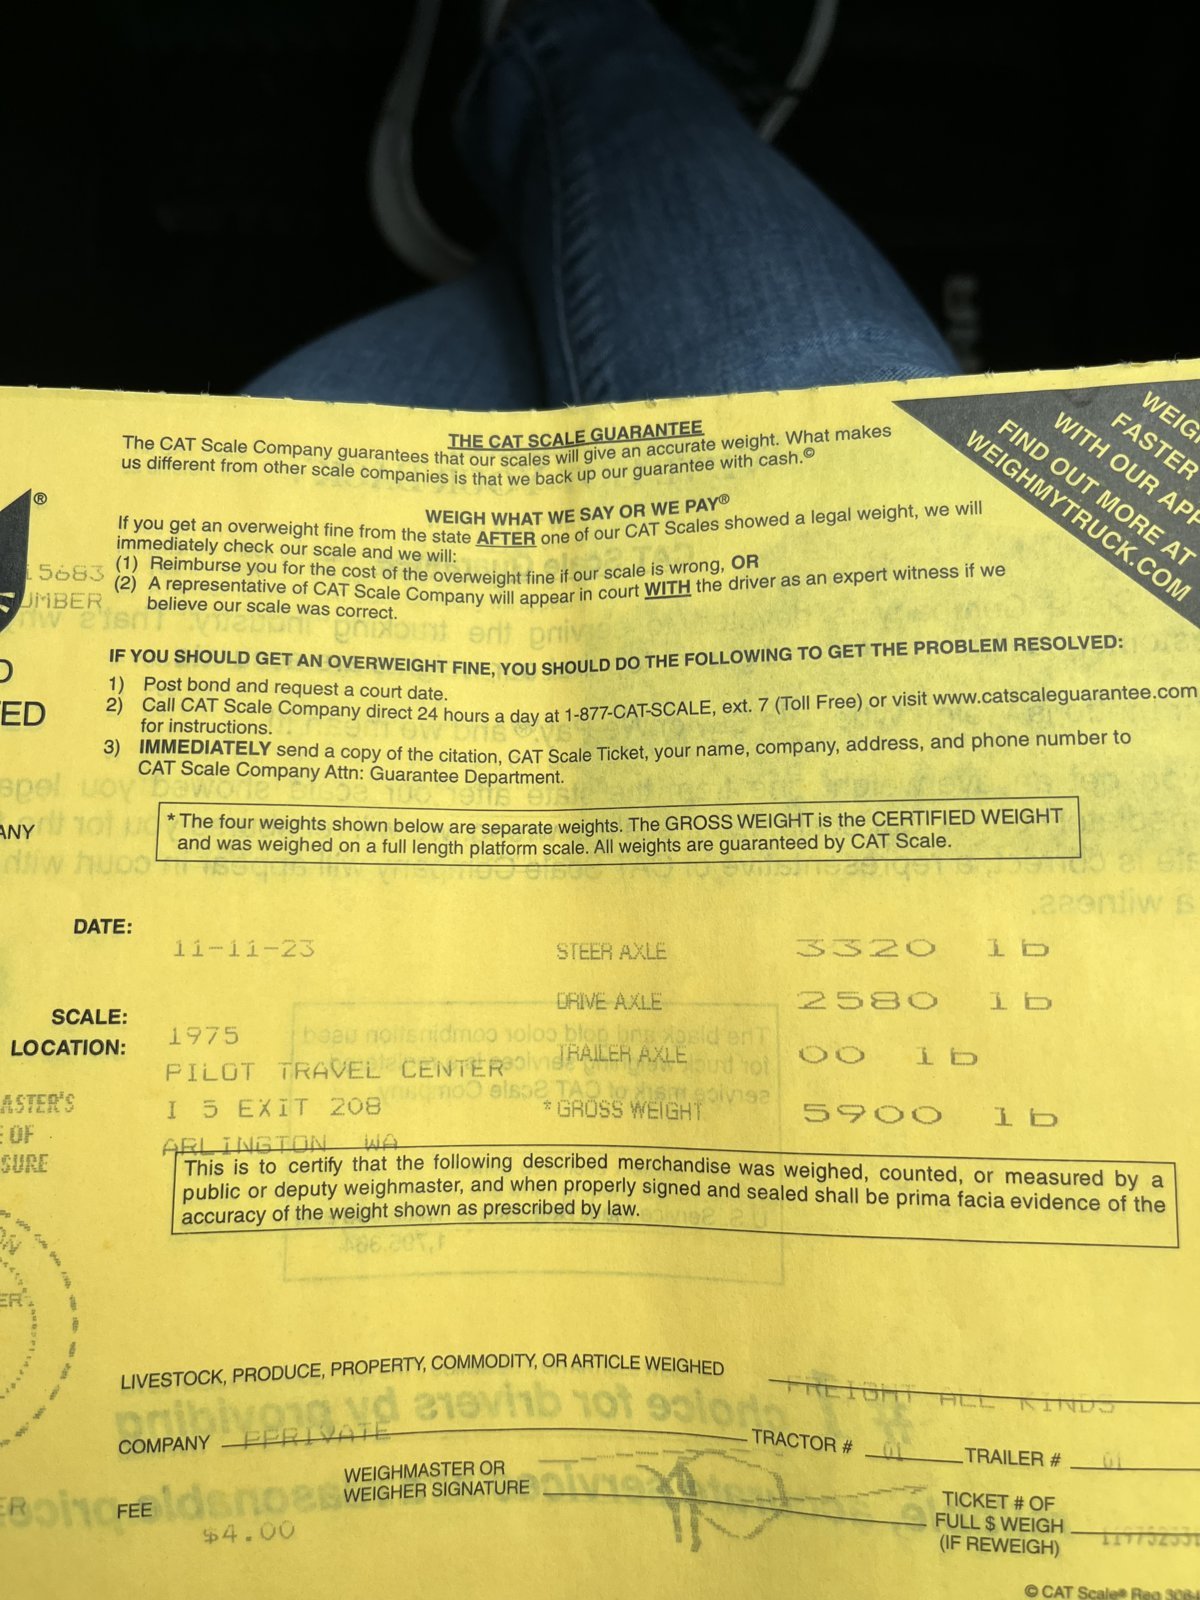 THE CAT SCALE GUARANTEE
The CAT Scale Company guarantees that our scales will give an accurate weight. What makes
us different from other scale companies is that we back up our guarantee with cash.©
WEIGH WHAT WE SAY OR WE PAY®
If you get an overweight fine from the state AFTER one of our CAT Scales showed a legal weight, we will
immediately check our scale and we will:
(1) Reimburse you for the cost of the overweight fine if our scale is wrong, OR
(2) A representative of CAT Scale Company will appear in court WITH the driver as an expert witness if we
believe our scale was correct.
IF YOU SHOULD GET AN OVERWEIGHT FINE, YOU SHOULD DO THE FOLLOWING TO GET THE PROBLEM RESOLVED:
1) Post bond and request a court date.
2) Call CAT Scale Company direct 24 hours a day at 1-877-CAT-SCALE, ext. 7 (Toll Free) or visit www.catscaleguarantee.com
for instructions.
3) IMMEDIATELY send a copy of the citation, CAT Scale Ticket, your name, company, address, and phone number to
CAT Scale Company Attn: Guarantee Department.
* The four weights shown below are separate weights. The GROSS WEIGHT is the CERTIFIED WEIGHT
and was weighed on a full length platform scale. All weights are guaranteed by CAT Scale.
WEIG
FASTER
WITH OUR APP
FIND OUT MORE AT
WEIGHMYTRUCK.COM
®
15683
UMBER
D
ED
ANY
DATE: 11-11-23
STEER AXLE 3320 lb
DRIVE AXLE 2580 lb
SCALE: 1975
TRAILER AXLE 00 lb
LOCATION: PILOT TRAVEL CENTER
I 5 EXIT 208
* GROSS WEIGHT 5900 lb
ARLINGTON WA
ASTER'S
E OF
SURE
This is to certify that the following described merchandise was weighed, counted, or measured by a
public or deputy weighmaster, and when properly signed and sealed shall be prima facia evidence of the
accuracy of the weight shown as prescribed by law.
LIVESTOCK, PRODUCE, PROPERTY, COMMODITY, OR ARTICLE WEIGHED FREIGHT ALL KINDS
COMPANY PPRIVATE TRACTOR # 01 TRAILER # 01
WEIGHMASTER OR
WEIGHER SIGNATURE
FEE $4.00
TICKET # OF
FULL $ WEIGH
(IF REWEIGH)
© CAT Scale® Reg